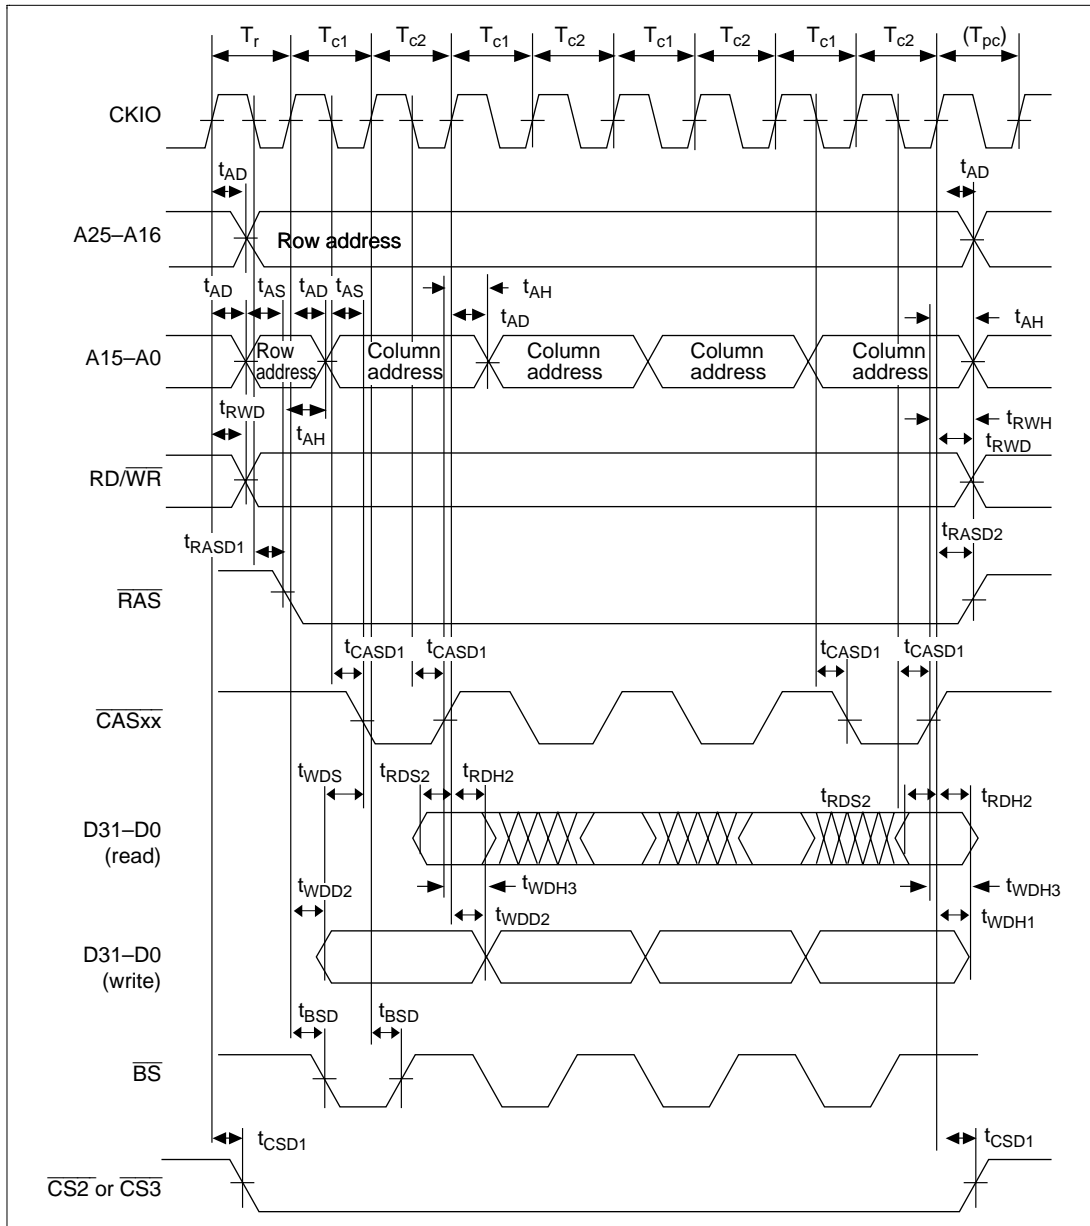 Tr Tc1 Tc2 Tc1 Tc2 Tc1 Tc2 Tc1 Tc2 (Tpc)
CKIO
tAD tAD
A25–A16 Row address
tAD tAS tAD tAS tAH tAD tAH
A15–A0 Row address Column address Column address Column address Column address
tRWD tAH tRWH tRWD
RD/WR
tRASD1 tRASD2
RAS
tCASD1 tCASD1 tCASD1 tCASD1
CASxx
tWDS tRDS2 tRDH2 tRDS2 tRDH2
D31–D0 (read)
tWDD2 tWDH3 tWDD2 tWDH3 tWDH1
D31–D0 (write)
tBSD tBSD
BS
tCSD1 tCSD1
CS2 or CS3